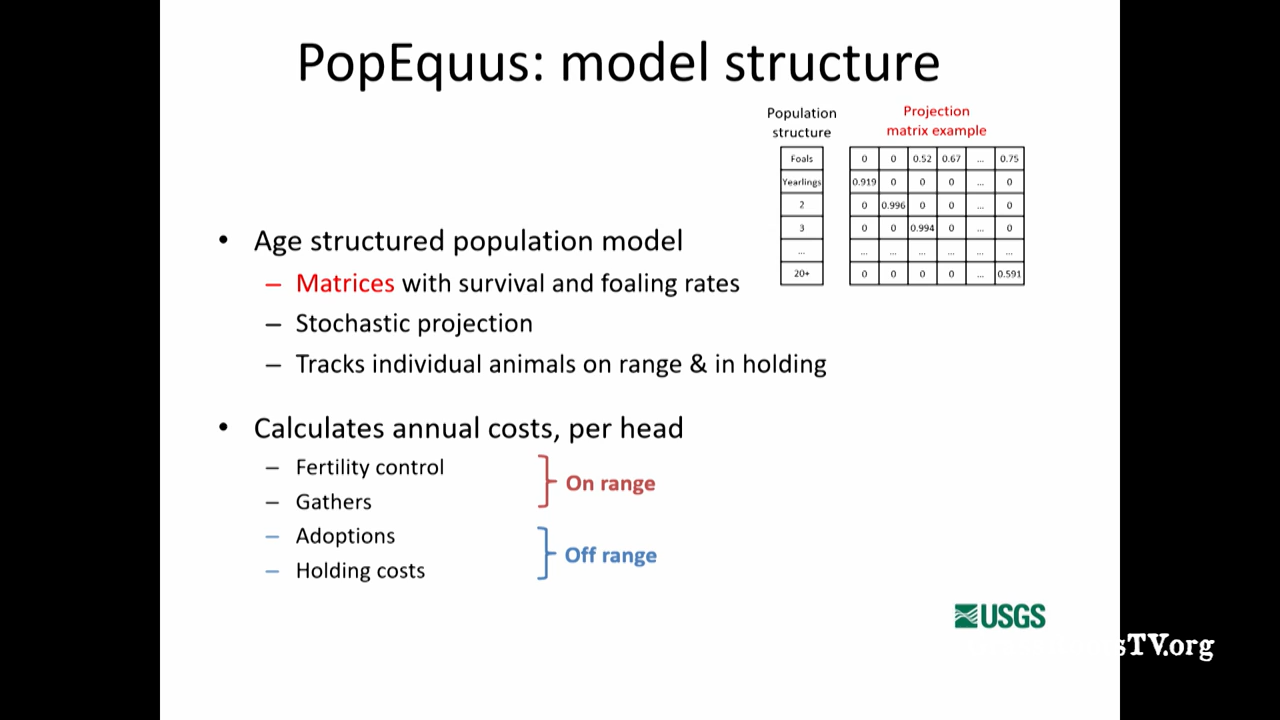 PopEquus: model structure
Population
structure
Projection
matrix example
Foals 0 0 0.52 0.67 ... 0.75
Yearlings 0.919 0 0 0 ... 0
2 0 0.996 0 0 ... 0
3 0 0 0.994 0 ... 0
... ... ... ... ... ... ...
20+ 0 0 0 0 ... 0.591
• Age structured population model
– Matrices with survival and foaling rates
– Stochastic projection
– Tracks individual animals on range & in holding
• Calculates annual costs, per head
– Fertility control
– Gathers
On range
– Adoptions
– Holding costs
Off range
USGS
sTV.org